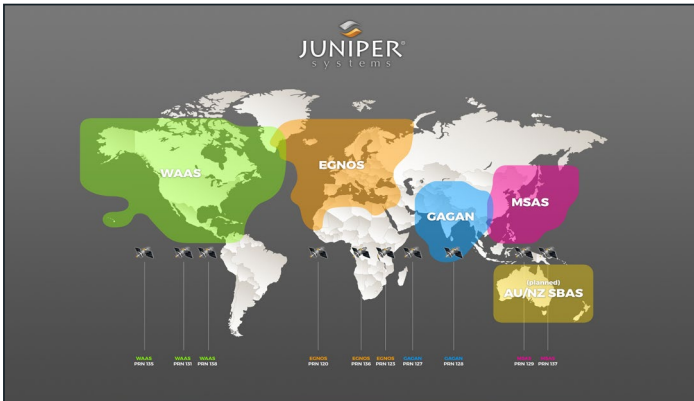 JUNIPER®
systems
WAAS
EGNOS
GAGAN
MSAS
(planned)
AU/NZ SBAS
WAAS
PRN 135
WAAS
PRN 131
WAAS
PRN 138
EGNOS
PRN 120
EGNOS
PRN 136
EGNOS
PRN 123
GAGAN
PRN 127
GAGAN
PRN 128
MSAS
PRN 129
MSAS
PRN 137